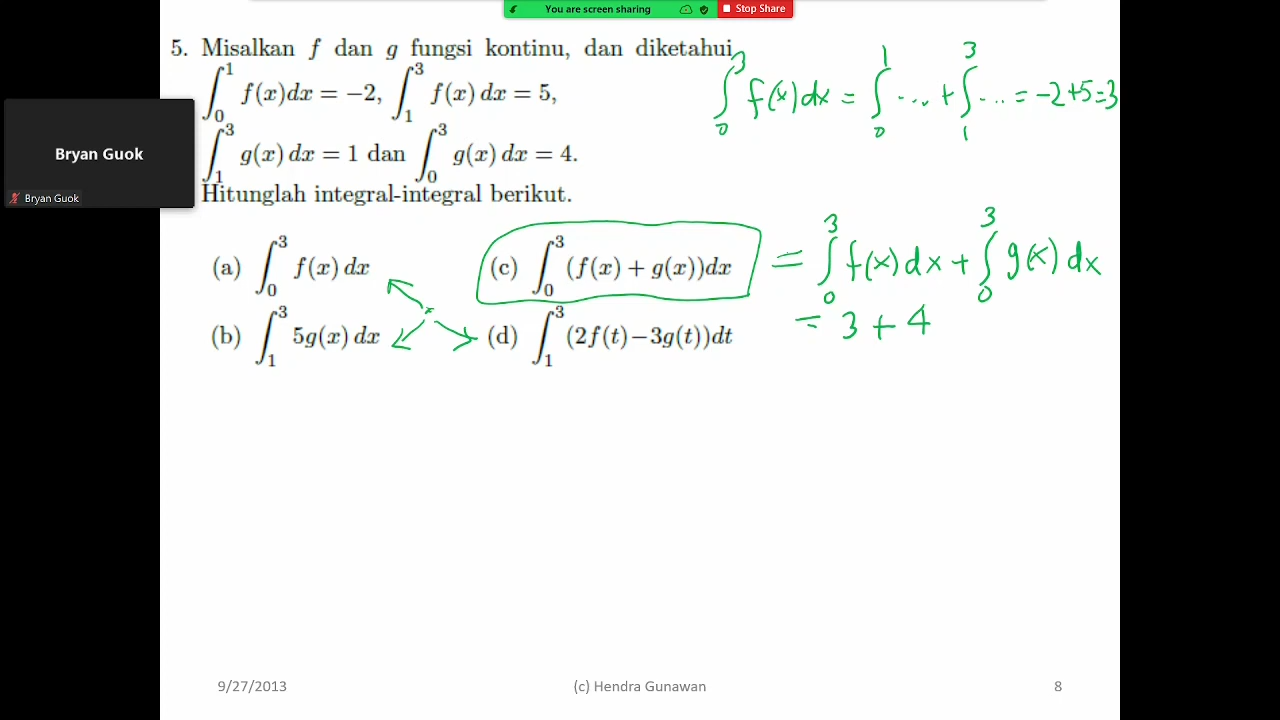 You are screen sharing Stop Share
5. Misalkan f dan g fungsi kontinu, dan diketahui
∫₀¹ f(x)dx = −2, ∫₁³ f(x) dx = 5,
∫₁³ g(x) dx = 1 dan ∫₀³ g(x) dx = 4.
Hitunglah integral-integral berikut.
∫₀³ f(x)dx = ∫₀¹ ... + ∫₁³ ... = -2+5=3
Bryan Guok
Bryan Guok
(a) ∫₀³ f(x) dx
(c) ∫₀³ (f(x) + g(x))dx = ∫₀³ f(x) dx + ∫₀³ g(x) dx
= 3 + 4
(b) ∫₁³ 5g(x) dx
(d) ∫₁³ (2f(t)−3g(t))dt
9/27/2013 (c) Hendra Gunawan 8